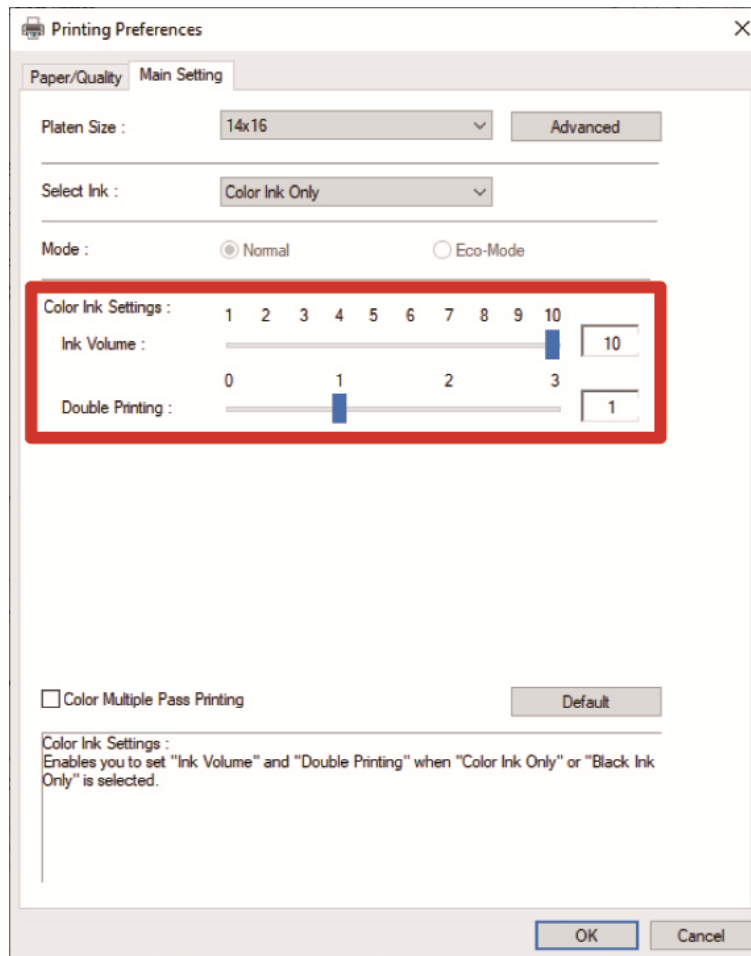 Printing Preferences
Paper/Quality Main Setting
Platen Size : 14x16 Advanced
Select Ink : Color Ink Only
Mode : Normal Eco-Mode
Color Ink Settings : 1 2 3 4 5 6 7 8 9 10
Ink Volume : 10
0 1 2 3
Double Printing : 1
Color Multiple Pass Printing Default
Color Ink Settings :
Enables you to set "Ink Volume" and "Double Printing" when "Color Ink Only" or "Black Ink
Only" is selected.
OK Cancel